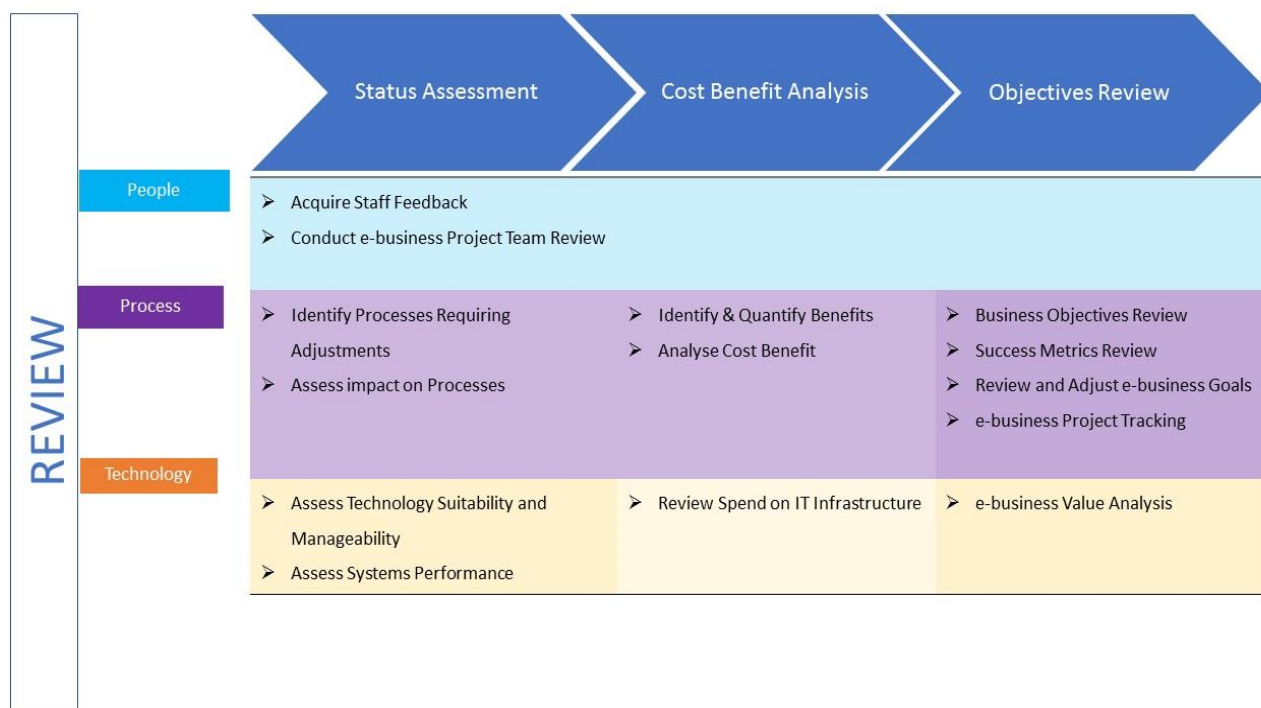 Status Assessment
Cost Benefit Analysis
Objectives Review
REVIEW
People
➢ Acquire Staff Feedback
➢ Conduct e-business Project Team Review
Process
➢ Identify Processes Requiring
Adjustments
➢ Assess impact on Processes
➢ Identify & Quantify Benefits
➢ Analyse Cost Benefit
➢ Business Objectives Review
➢ Success Metrics Review
➢ Review and Adjust e-business Goals
➢ e-business Project Tracking
Technology
➢ Assess Technology Suitability and
Manageability
➢ Assess Systems Performance
➢ Review Spend on IT Infrastructure
➢ e-business Value Analysis